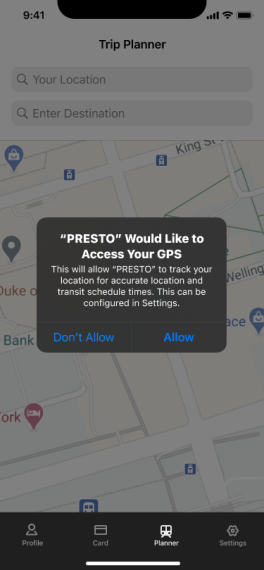 9:41
Trip Planner
Your Location
Enter Destination
King St
Duke o
Welling
Bank
ace
ork
“PRESTO” Would Like to
Access Your GPS
This will allow “PRESTO” to track your
location for accurate location and
transit schedule times. This can be
configured in Settings.
Don't Allow
Allow
Profile
Card
Planner
Settings